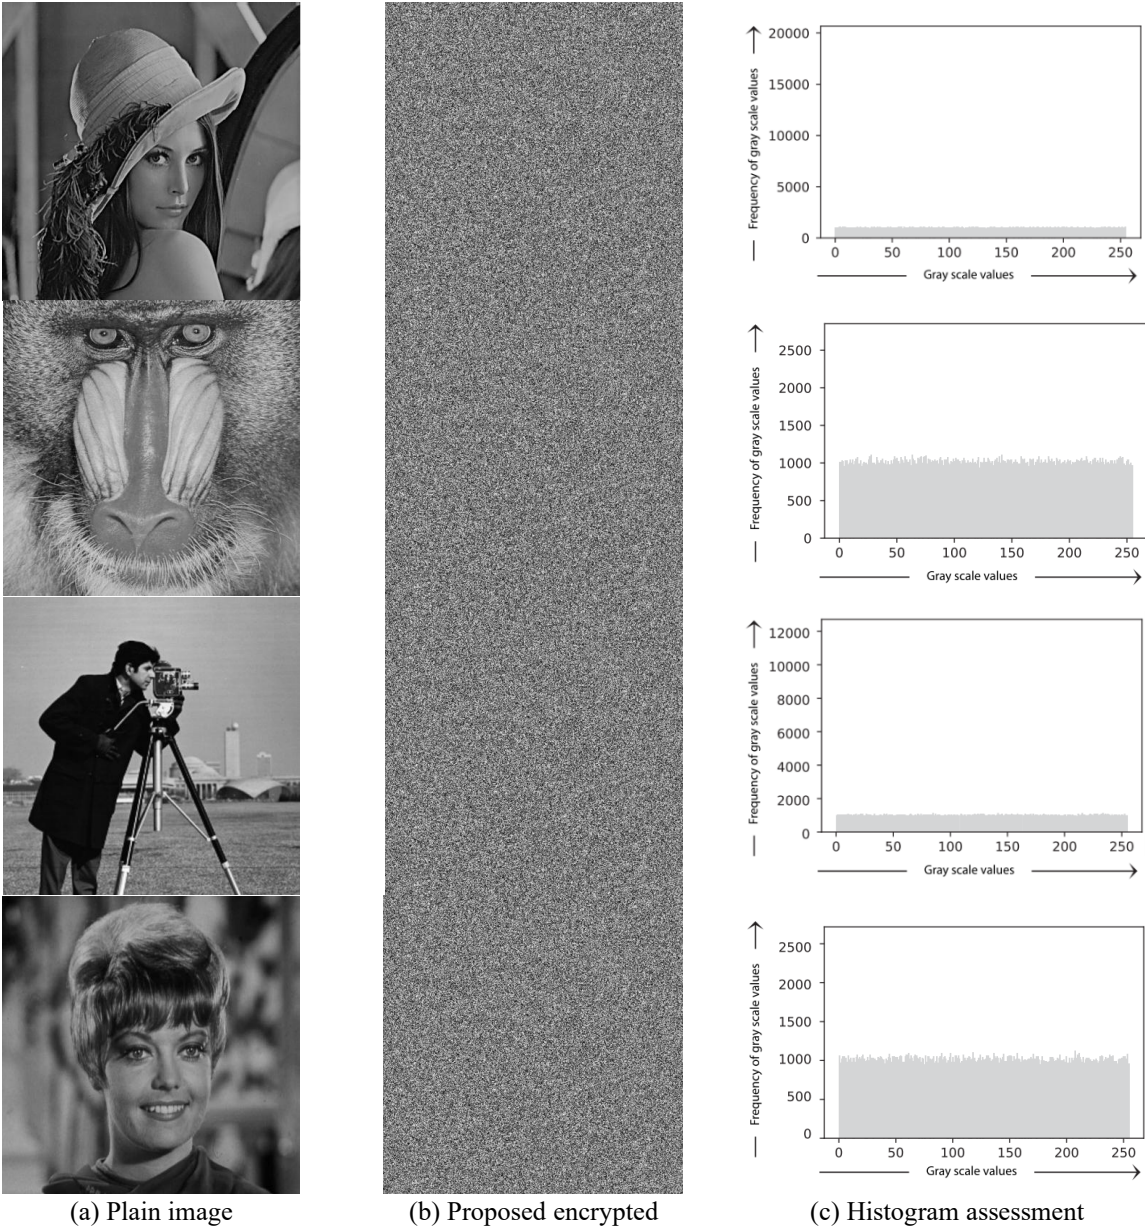 20000
15000
10000
5000
0
Frequency of gray scale values
0 50 100 150 200 250
Gray scale values
2500
2000
1500
1000
500
0
Frequency of gray scale values
0 50 100 150 200 250
Gray scale values
12000
10000
8000
6000
4000
2000
0
Frequency of gray scale values
0 50 100 150 200 250
Gray scale values
2500
2000
1500
1000
500
0
Frequency of gray scale values
0 50 100 150 200 250
Gray scale values
(a) Plain image (b) Proposed encrypted (c) Histogram assessment